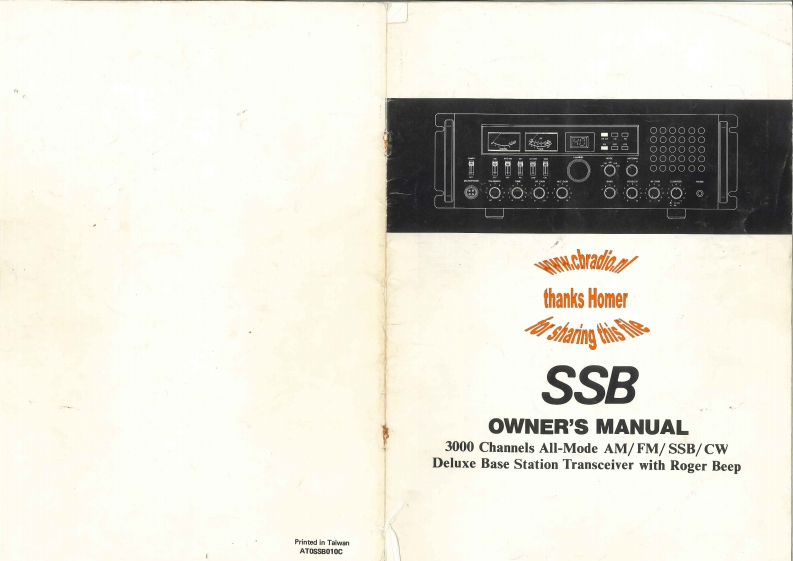 Printed in Taiwan
AT0SSB010C
www.cbradio.nl
thanks Homer
for sharing this file
SSB
OWNER'S MANUAL
3000 Channels All-Mode AM/FM/SSB/CW
Deluxe Base Station Transceiver with Roger Beep